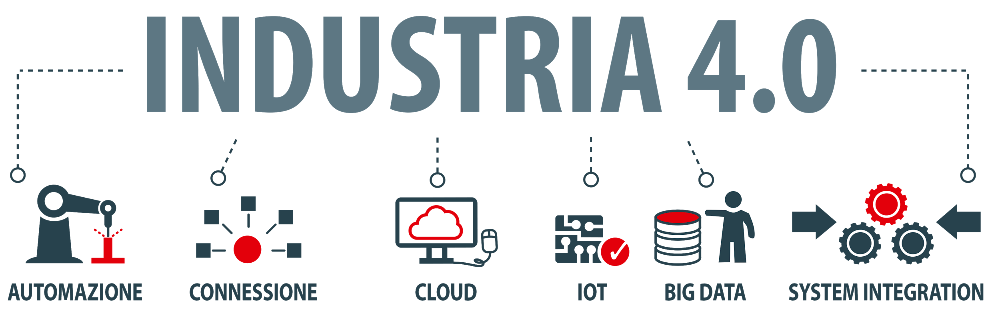 INDUSTRIA 4.0
AUTOMAZIONE
CONNESSIONE
CLOUD
IOT
BIG DATA
SYSTEM INTEGRATION